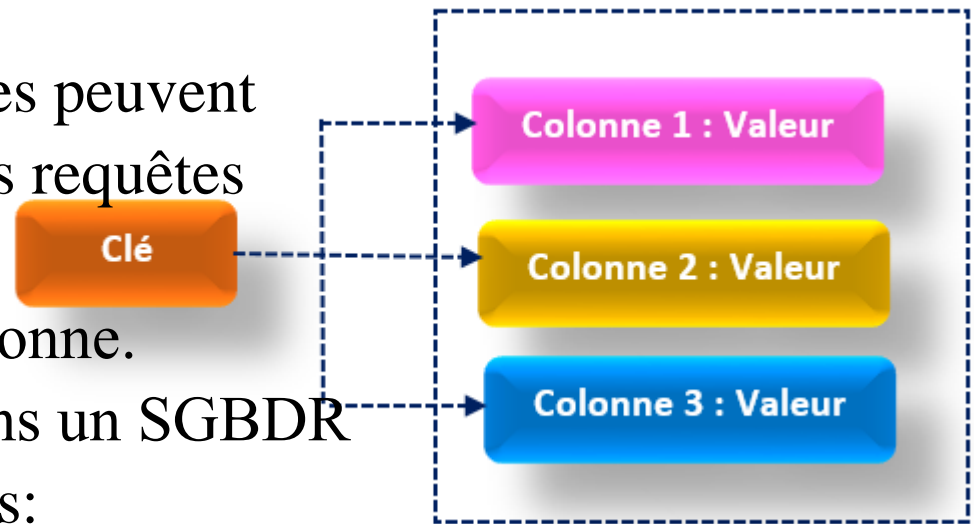 es peuvent
s requêtes
onne.
ns un SGBDR
s:
Clé
Colonne 1 : Valeur
Colonne 2 : Valeur
Colonne 3 : Valeur